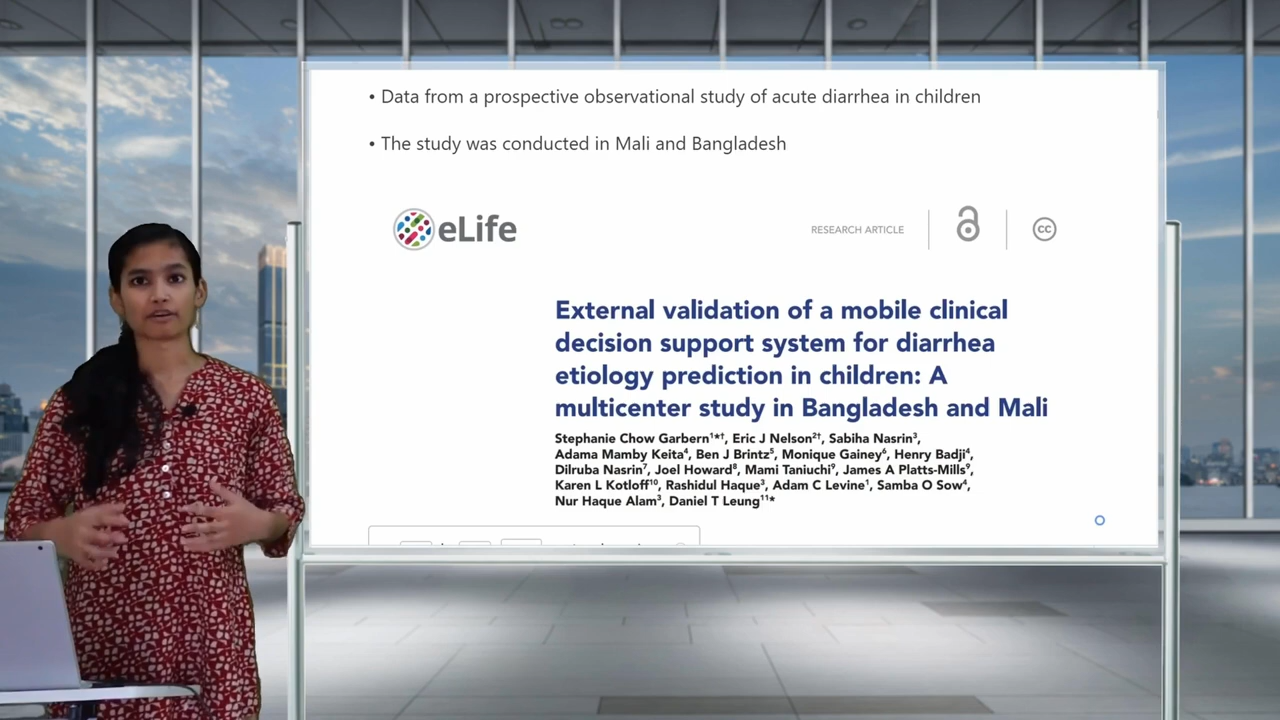 • Data from a prospective observational study of acute diarrhea in children
• The study was conducted in Mali and Bangladesh
eLife
RESEARCH ARTICLE
cc
External validation of a mobile clinical
decision support system for diarrhea
etiology prediction in children: A
multicenter study in Bangladesh and Mali
Stephanie Chow Garbern¹*†, Eric J Nelson²†, Sabiha Nasrin³,
Adama Mamby Keita⁴, Ben J Brintz⁵, Monique Gainey⁶, Henry Badji⁴,
Dilruba Nasrin⁷, Joel Howard⁸, Mami Taniuchi⁹, James A Platts-Mills⁹,
Karen L Kotloff¹⁰, Rashidul Haque³, Adam C Levine¹, Samba O Sow⁴,
Nur Haque Alam³, Daniel T Leung¹¹*